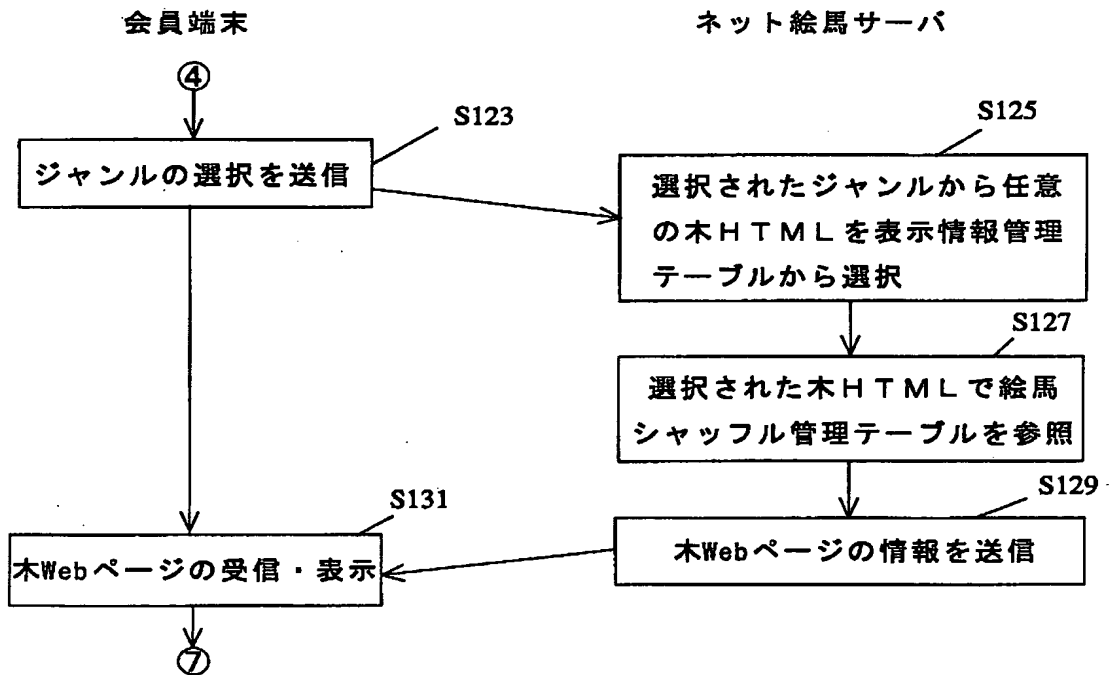 会員端末
ネット絵馬サーバ
④
S123
ジャンルの選択を送信
S125
選択されたジャンルから任意
の木HTMLを表示情報管理
テーブルから選択
S127
選択された木HTMLで絵馬
シャッフル管理テーブルを参照
S129
木Webページの情報を送信
S131
木Webページの受信・表示
⑦